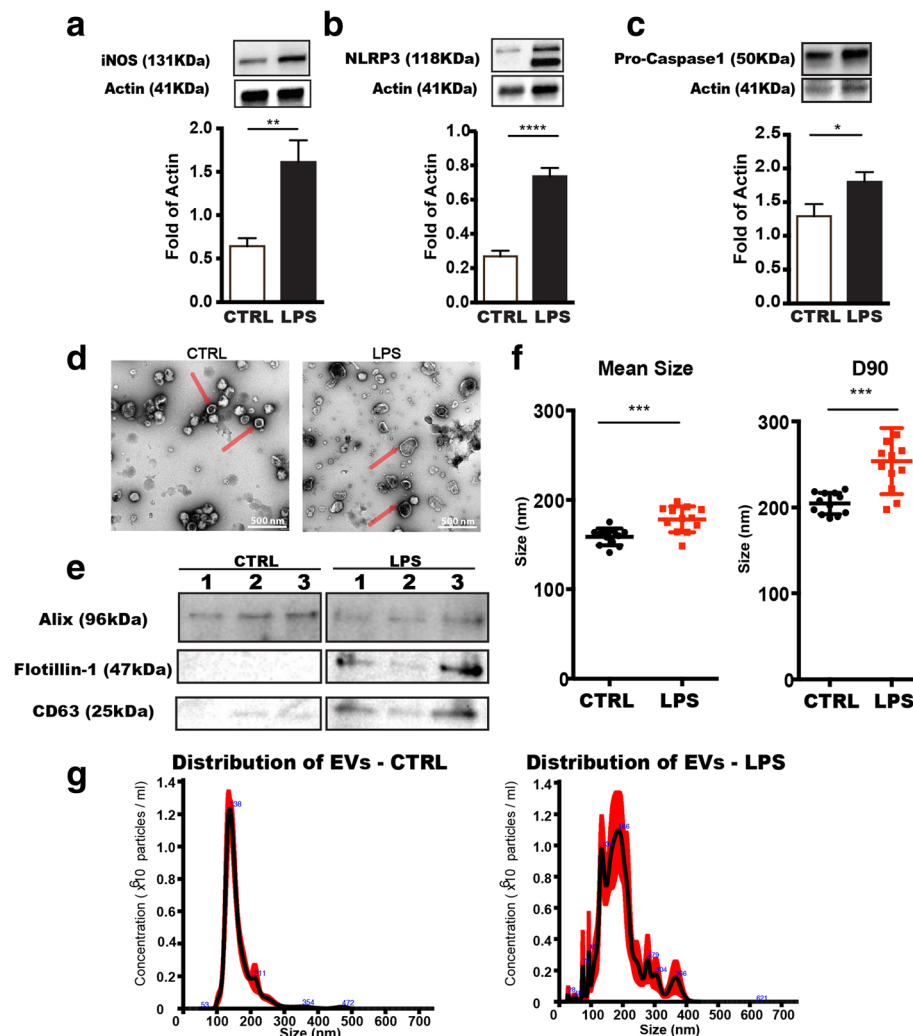 a
iNOS (131KDa)
Actin (41KDa)
**
Fold of Actin
2.0
1.5
1.0
0.5
0.0
CTRL LPS
b
NLRP3 (118KDa)
Actin (41KDa)
****
Fold of Actin
1.0
0.8
0.6
0.4
0.2
0.0
CTRL LPS
c
Pro-Caspase1 (50KDa)
Actin (41KDa)
*
Fold of Actin
2.5
2.0
1.5
1.0
0.5
0.0
CTRL LPS
d
CTRL
500 nm
LPS
500 nm
e
CTRL LPS
1 2 3 1 2 3
Alix (96kDa)
Flotillin-1 (47kDa)
CD63 (25kDa)
f
Mean Size
***
Size (nm)
300
200
100
0
CTRL LPS
D90
***
Size (nm)
300
200
100
0
CTRL LPS
g
Distribution of EVs - CTRL
Concentration ( x10 6 particles / ml)
1.4
1.2
1.0
0.8
0.6
0.4
0.2
0
53
354
472
0 100 200 300 400 500 600 700
Size (nm)
Distribution of EVs - LPS
Concentration ( x10 6 particles / ml)
1.4
1.2
1.0
0.8
0.6
0.4
0.2
0
621
0 100 200 300 400 500 600 700
Size (nm)